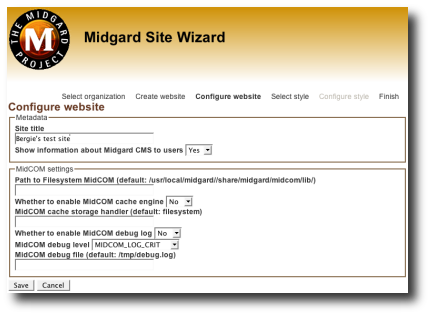 THE MIDGARD
M
PROJECT
Midgard Site Wizard
Select organization Create website Configure website Select style Configure style Finish
Configure website
Metadata
Site title
Bergie's test site
Show information about Midgard CMS to users Yes
MidCOM settings
Path to Filesystem MidCOM (default: /usr/local/midgard//share/midgard/midcom/lib/)
Whether to enable MidCOM cache engine No
MidCOM cache storage handler (default: filesystem)
Whether to enable MidCOM debug log No
MidCOM debug level MIDCOM_LOG_CRIT
MidCOM debug file (default: /tmp/debug.log)
Save Cancel